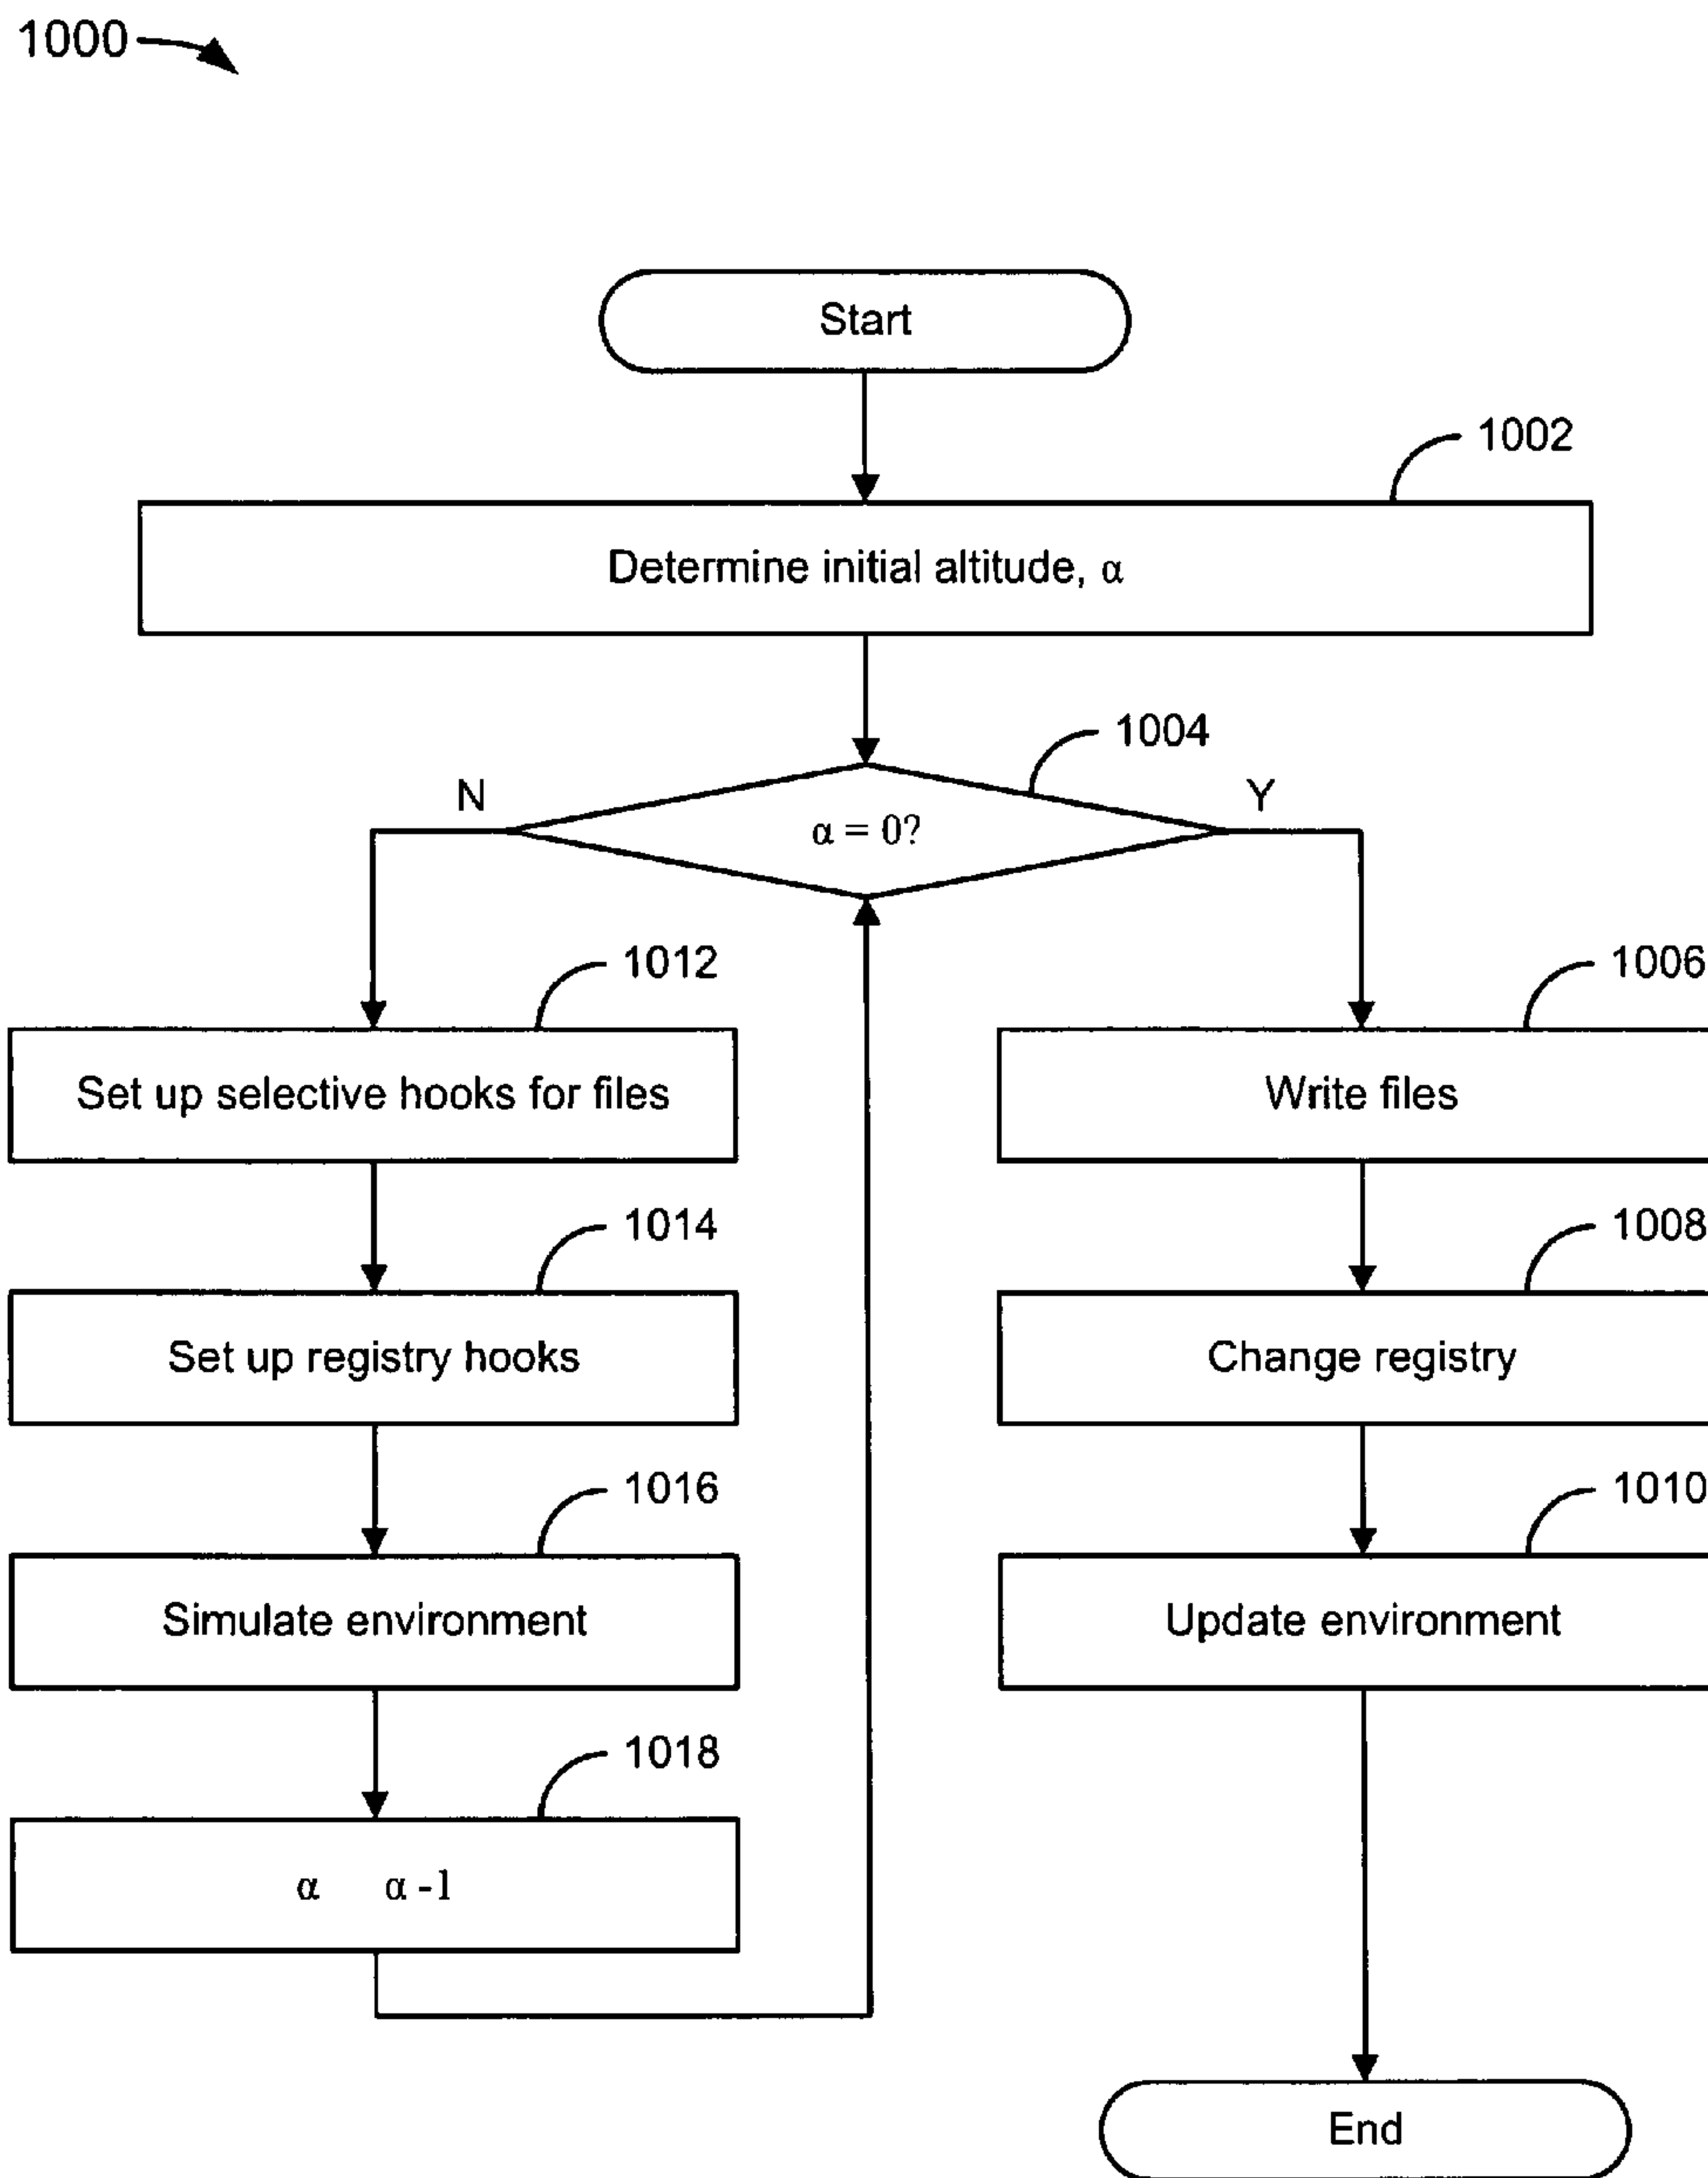 1000
Start
1002
Determine initial altitude, α
1004
N
Y
α = 0?
1012
1006
Set up selective hooks for files
Write files
1014
1008
Set up registry hooks
Change registry
1016
1010
Simulate environment
Update environment
1018
α α -1
End